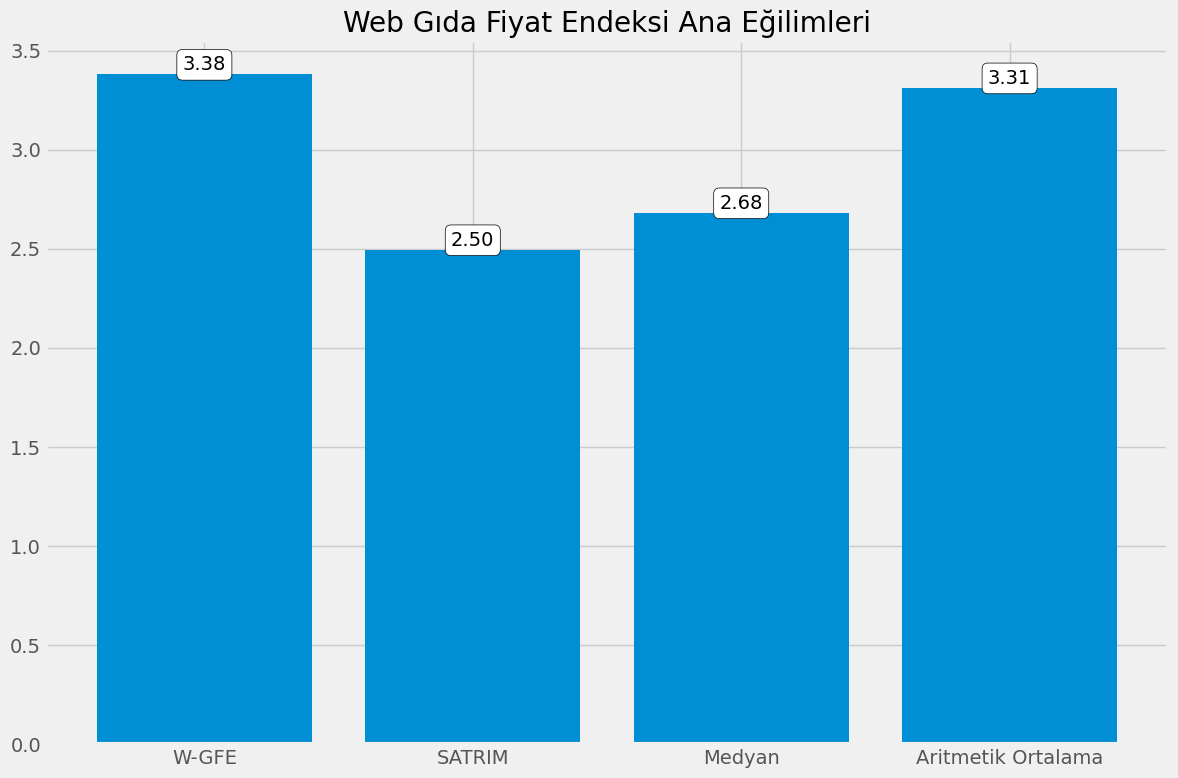 Web Gıda Fiyat Endeksi Ana Eğilimleri
3.5
3.0
2.5
2.0
1.5
1.0
0.5
0.0
3.38
2.50
2.68
3.31
W-GFE
SATRIM
Medyan
Aritmetik Ortalama